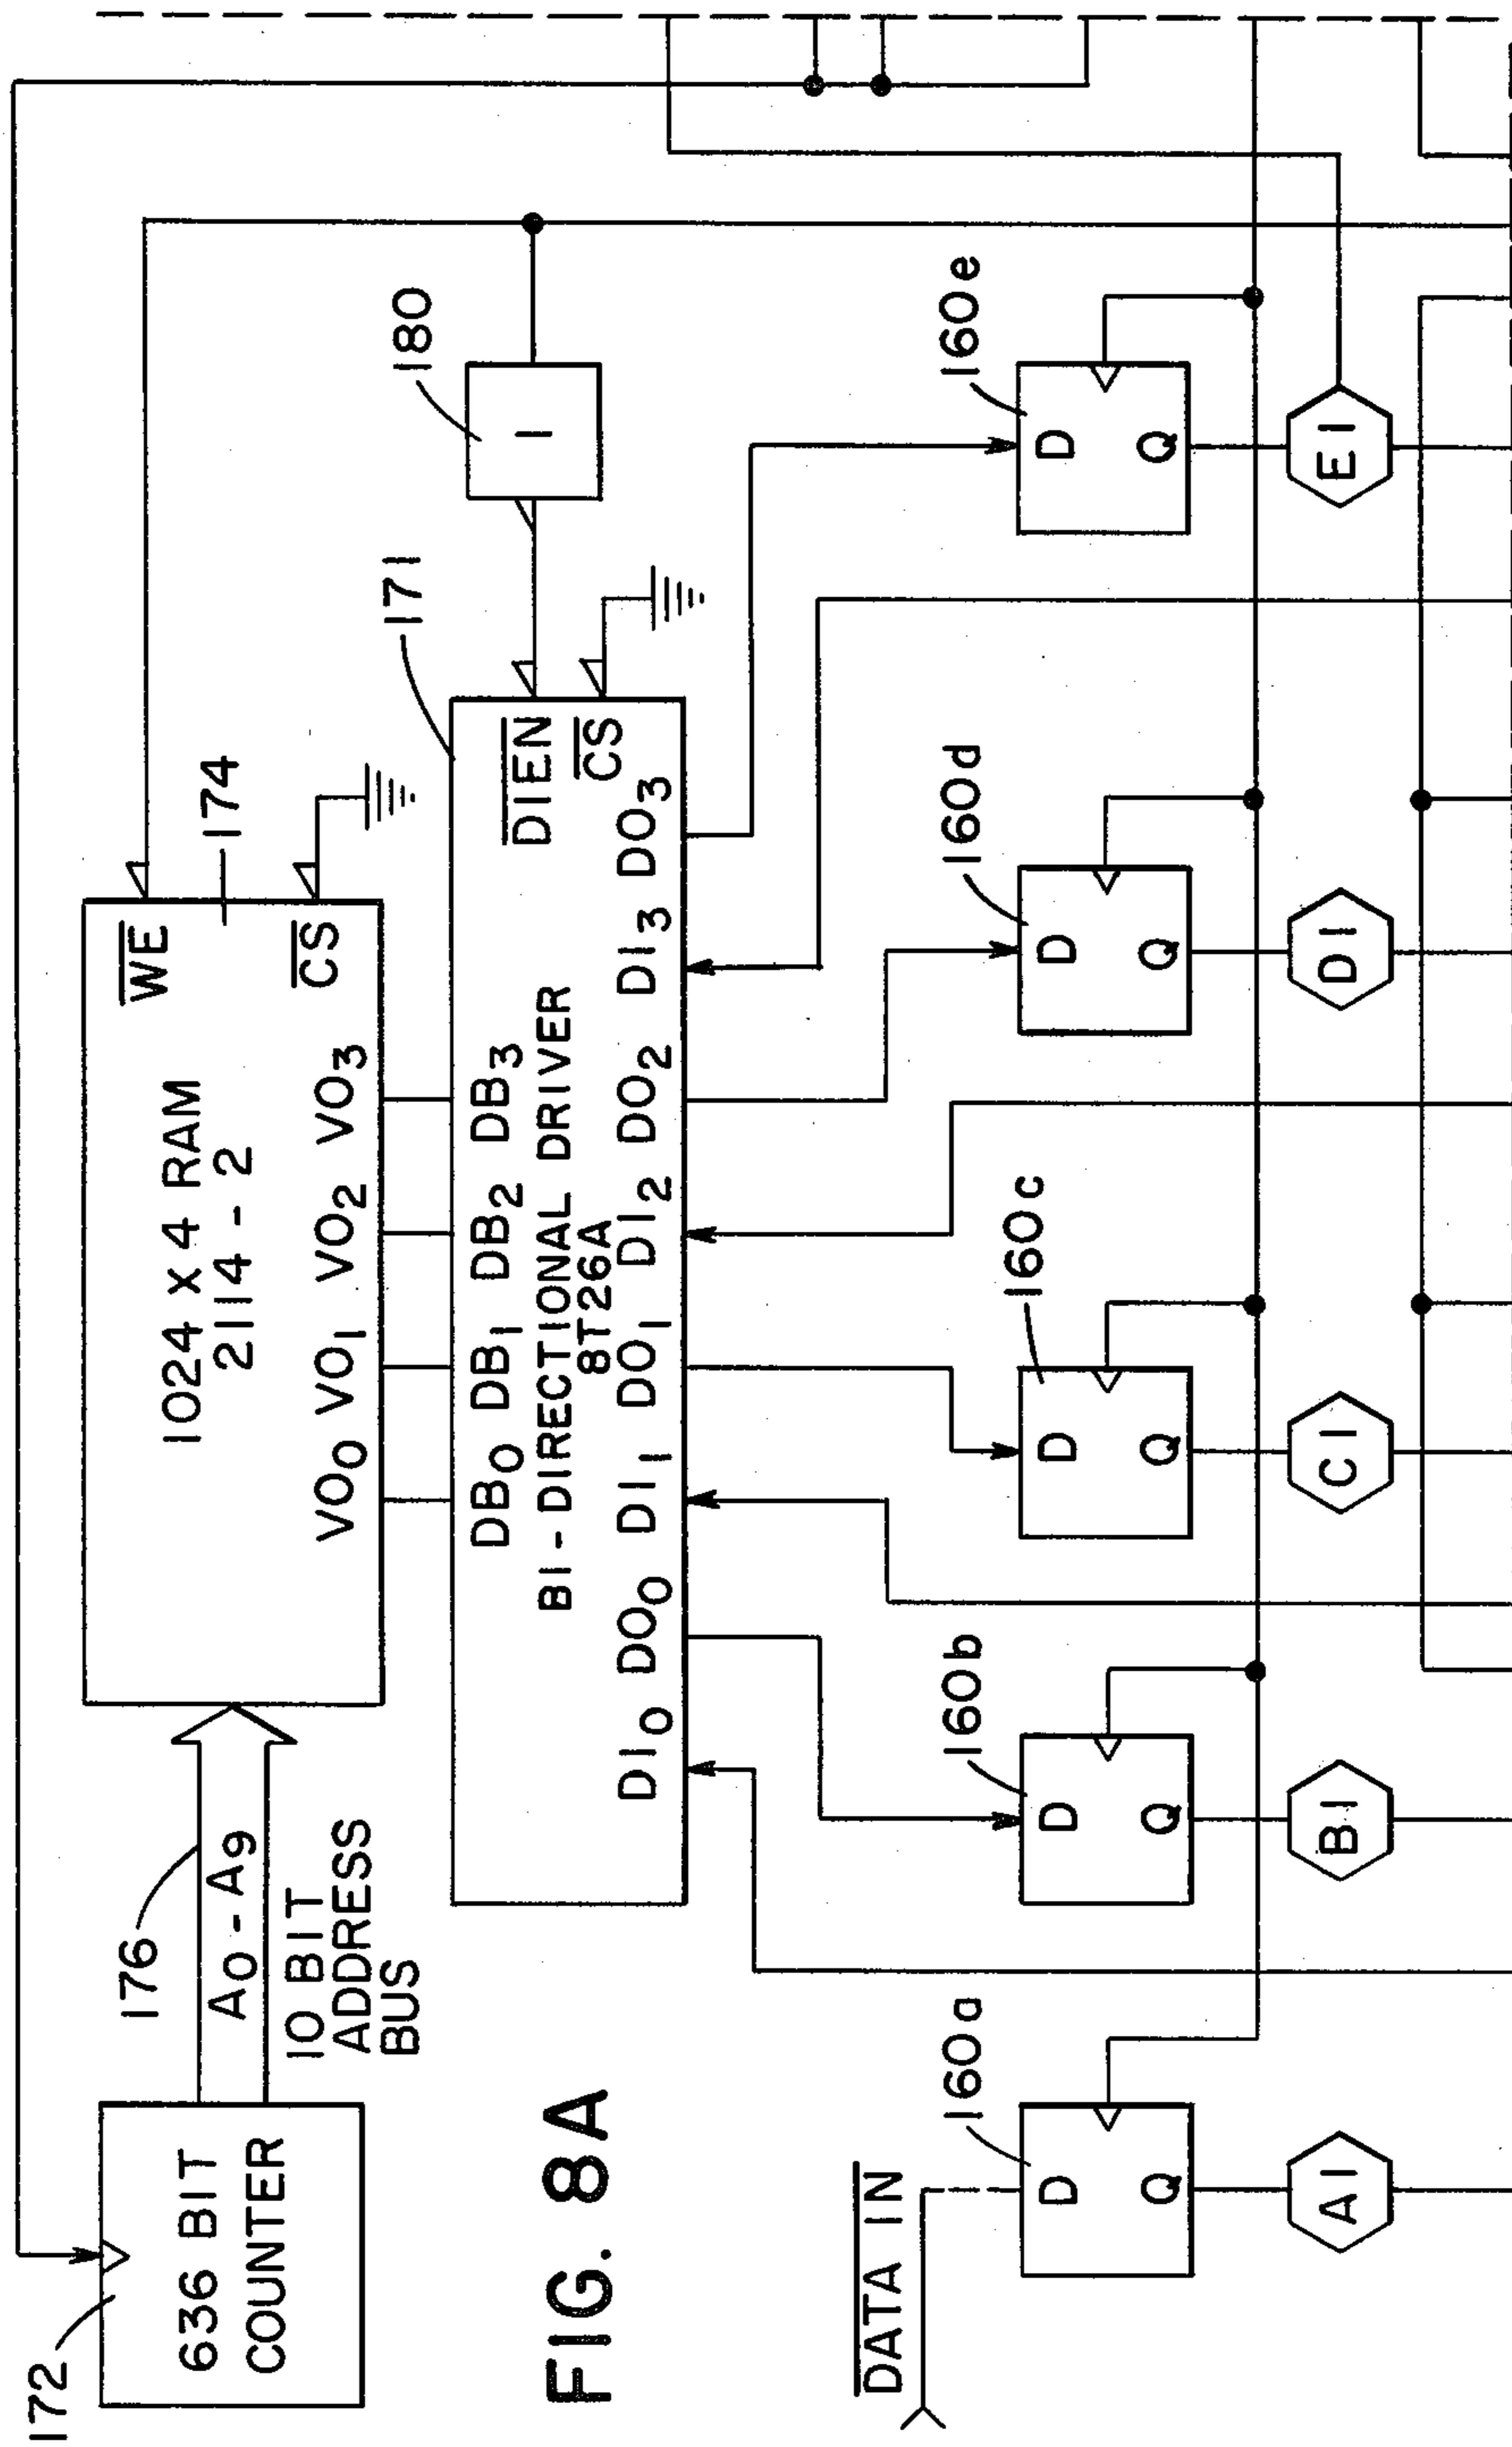 172
636 BIT
COUNTER
176
A0-A9
10 BIT
ADDRESS
BUS
1024 x 4 RAM
2114-2
WE
174
CS
VO0 VO1 VO2 VO3
171
180
I
DB0 DB1 DB2 DB3
DIEN
BI-DIRECTIONAL DRIVER
8T26A
CS
DI0 DO0 DI1 DO1 DI2 DO2 DI3 DO3
FIG. 8A
DATA IN
160a
D
Q
A1
160b
D
Q
B1
160c
D
Q
C1
160d
D
Q
D1
160e
D
Q
E1